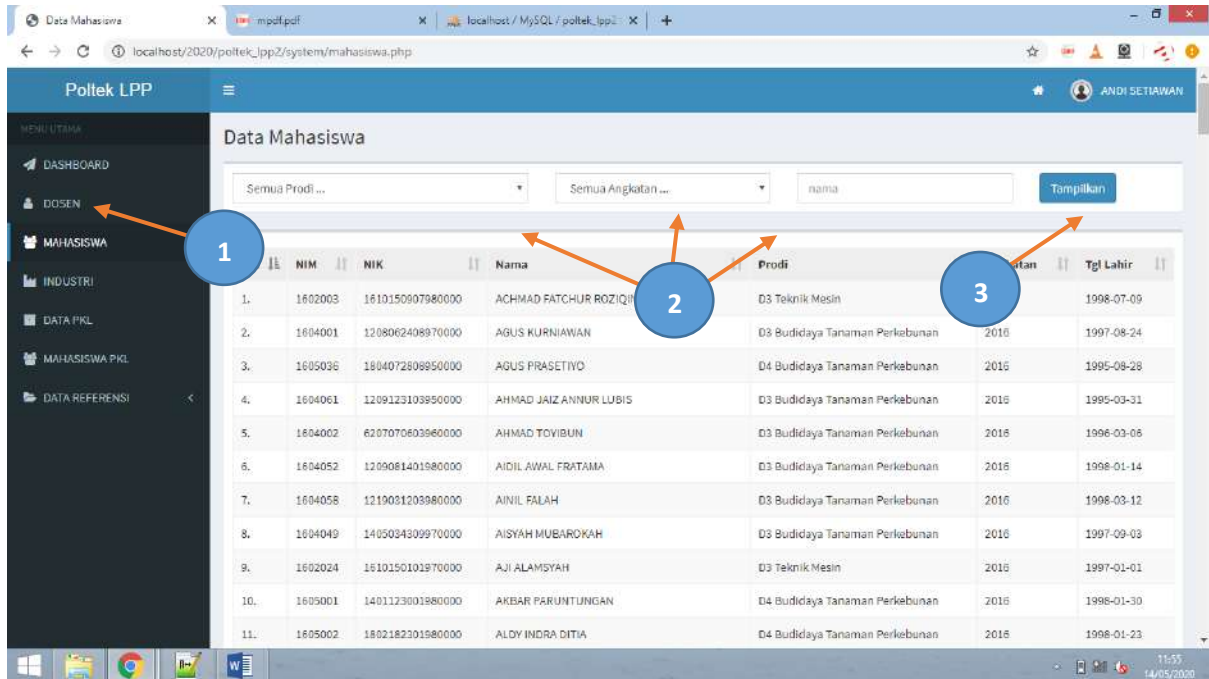 Data Mahasiswa
mpdf.pdf
localhost / MySQL / poltek_lpp2
localhost/2020/poltek_lpp2/system/mahasiswa.php
Poltek LPP
ANDI SETIAWAN
MENU UTAMA
DASHBOARD
DOSEN
MAHASISWA
INDUSTRI
DATA PKL
MAHASISWA PKL
DATA REFERENSI
Data Mahasiswa
Semua Prodi ...
Semua Angkatan ...
nama
Tampilkan
1
2
3
NIM NIK Nama Prodi Tgl Lahir
1. 1602003 1610150907980000 ACHMAD FATCHUR D3 Teknik Mesin 1998-07-09
2. 1604001 1208062408970000 AGUS KURNIAWAN D3 Budidaya Tanaman Perkebunan 2016 1997-08-24
3. 1605036 1804072808950000 AGUS PRASETIYO D4 Budidaya Tanaman Perkebunan 2016 1995-08-28
4. 1604061 1209123103950000 AHMAD JAIZ ANNUR LUBIS D3 Budidaya Tanaman Perkebunan 2016 1995-03-31
5. 1604002 6207070603960000 AHMAD TOYIBUN D3 Budidaya Tanaman Perkebunan 2016 1996-03-06
6. 1604052 1209081401980000 AIDIL AWAL FRATAMA D3 Budidaya Tanaman Perkebunan 2016 1998-01-14
7. 1604058 1219031203980000 AINIL FALAH D3 Budidaya Tanaman Perkebunan 2016 1998-03-12
8. 1604049 1405034309970000 AISYAH MUBAROKAH D3 Budidaya Tanaman Perkebunan 2016 1997-09-03
9. 1602024 1610150101970000 AJI ALAMSYAH D3 Teknik Mesin 2016 1997-01-01
10. 1605001 1401123001980000 AKBAR PARUNTUNGAN D4 Budidaya Tanaman Perkebunan 2016 1998-01-30
11. 1605002 1802182301980000 ALDY INDRA DITIA D4 Budidaya Tanaman Perkebunan 2016 1998-01-23
11:55
14/05/2020